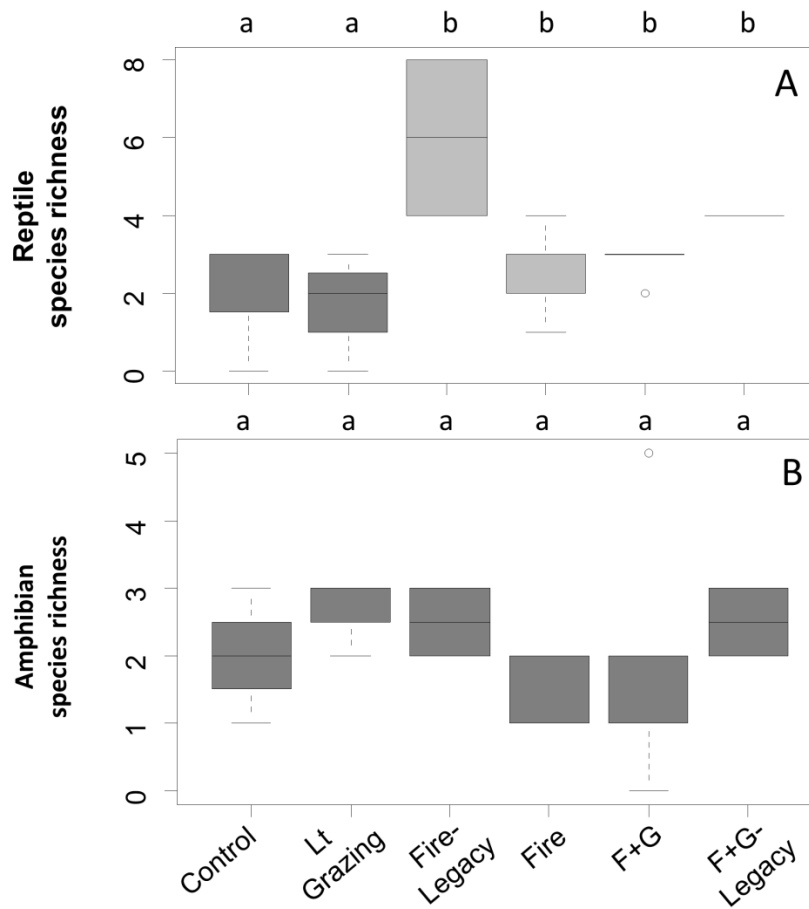 a a b b b b
A
Reptile
species richness
8
6
4
2
0
a a a a a a
B
Amphibian
species richness
5
4
3
2
1
0
Control
Lt
Grazing
Fire-
Legacy
Fire
F+G
F+G-
Legacy